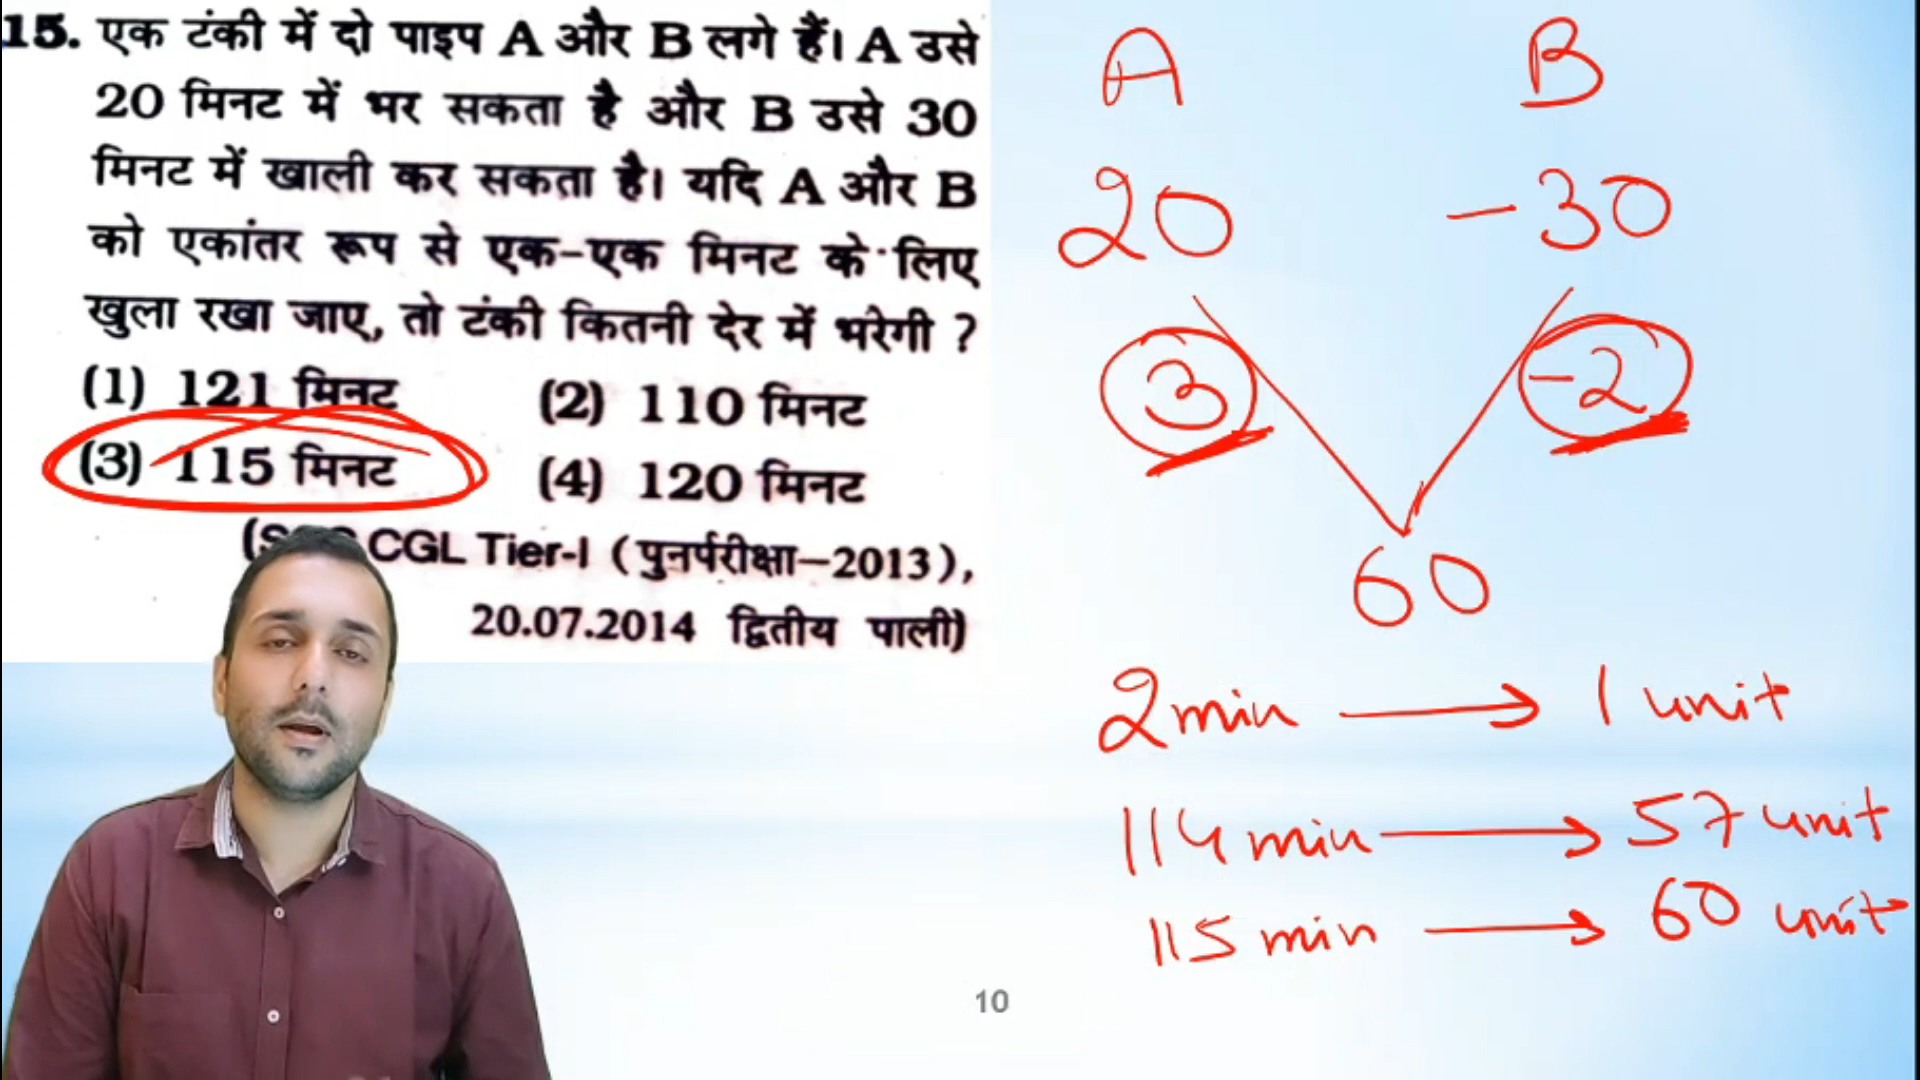 15. एक टंकी में दो पाइप A और B लगे हैं। A उसे
20 मिनट में भर सकता है और B उसे 30
मिनट में खाली कर सकता है। यदि A और B
को एकांतर रूप से एक-एक मिनट के लिए
खुला रखा जाए, तो टंकी कितनी देर में भरेगी ?
(1) 121 मिनट (2) 110 मिनट
(3) 115 मिनट (4) 120 मिनट
CGL Tier-I (पुनर्परीक्षा–2013),
20.07.2014 द्वितीय पाली)
A B
20 -30
3 -2
60
2 min → 1 unit
114 min → 57 unit
115 min → 60 unit
10